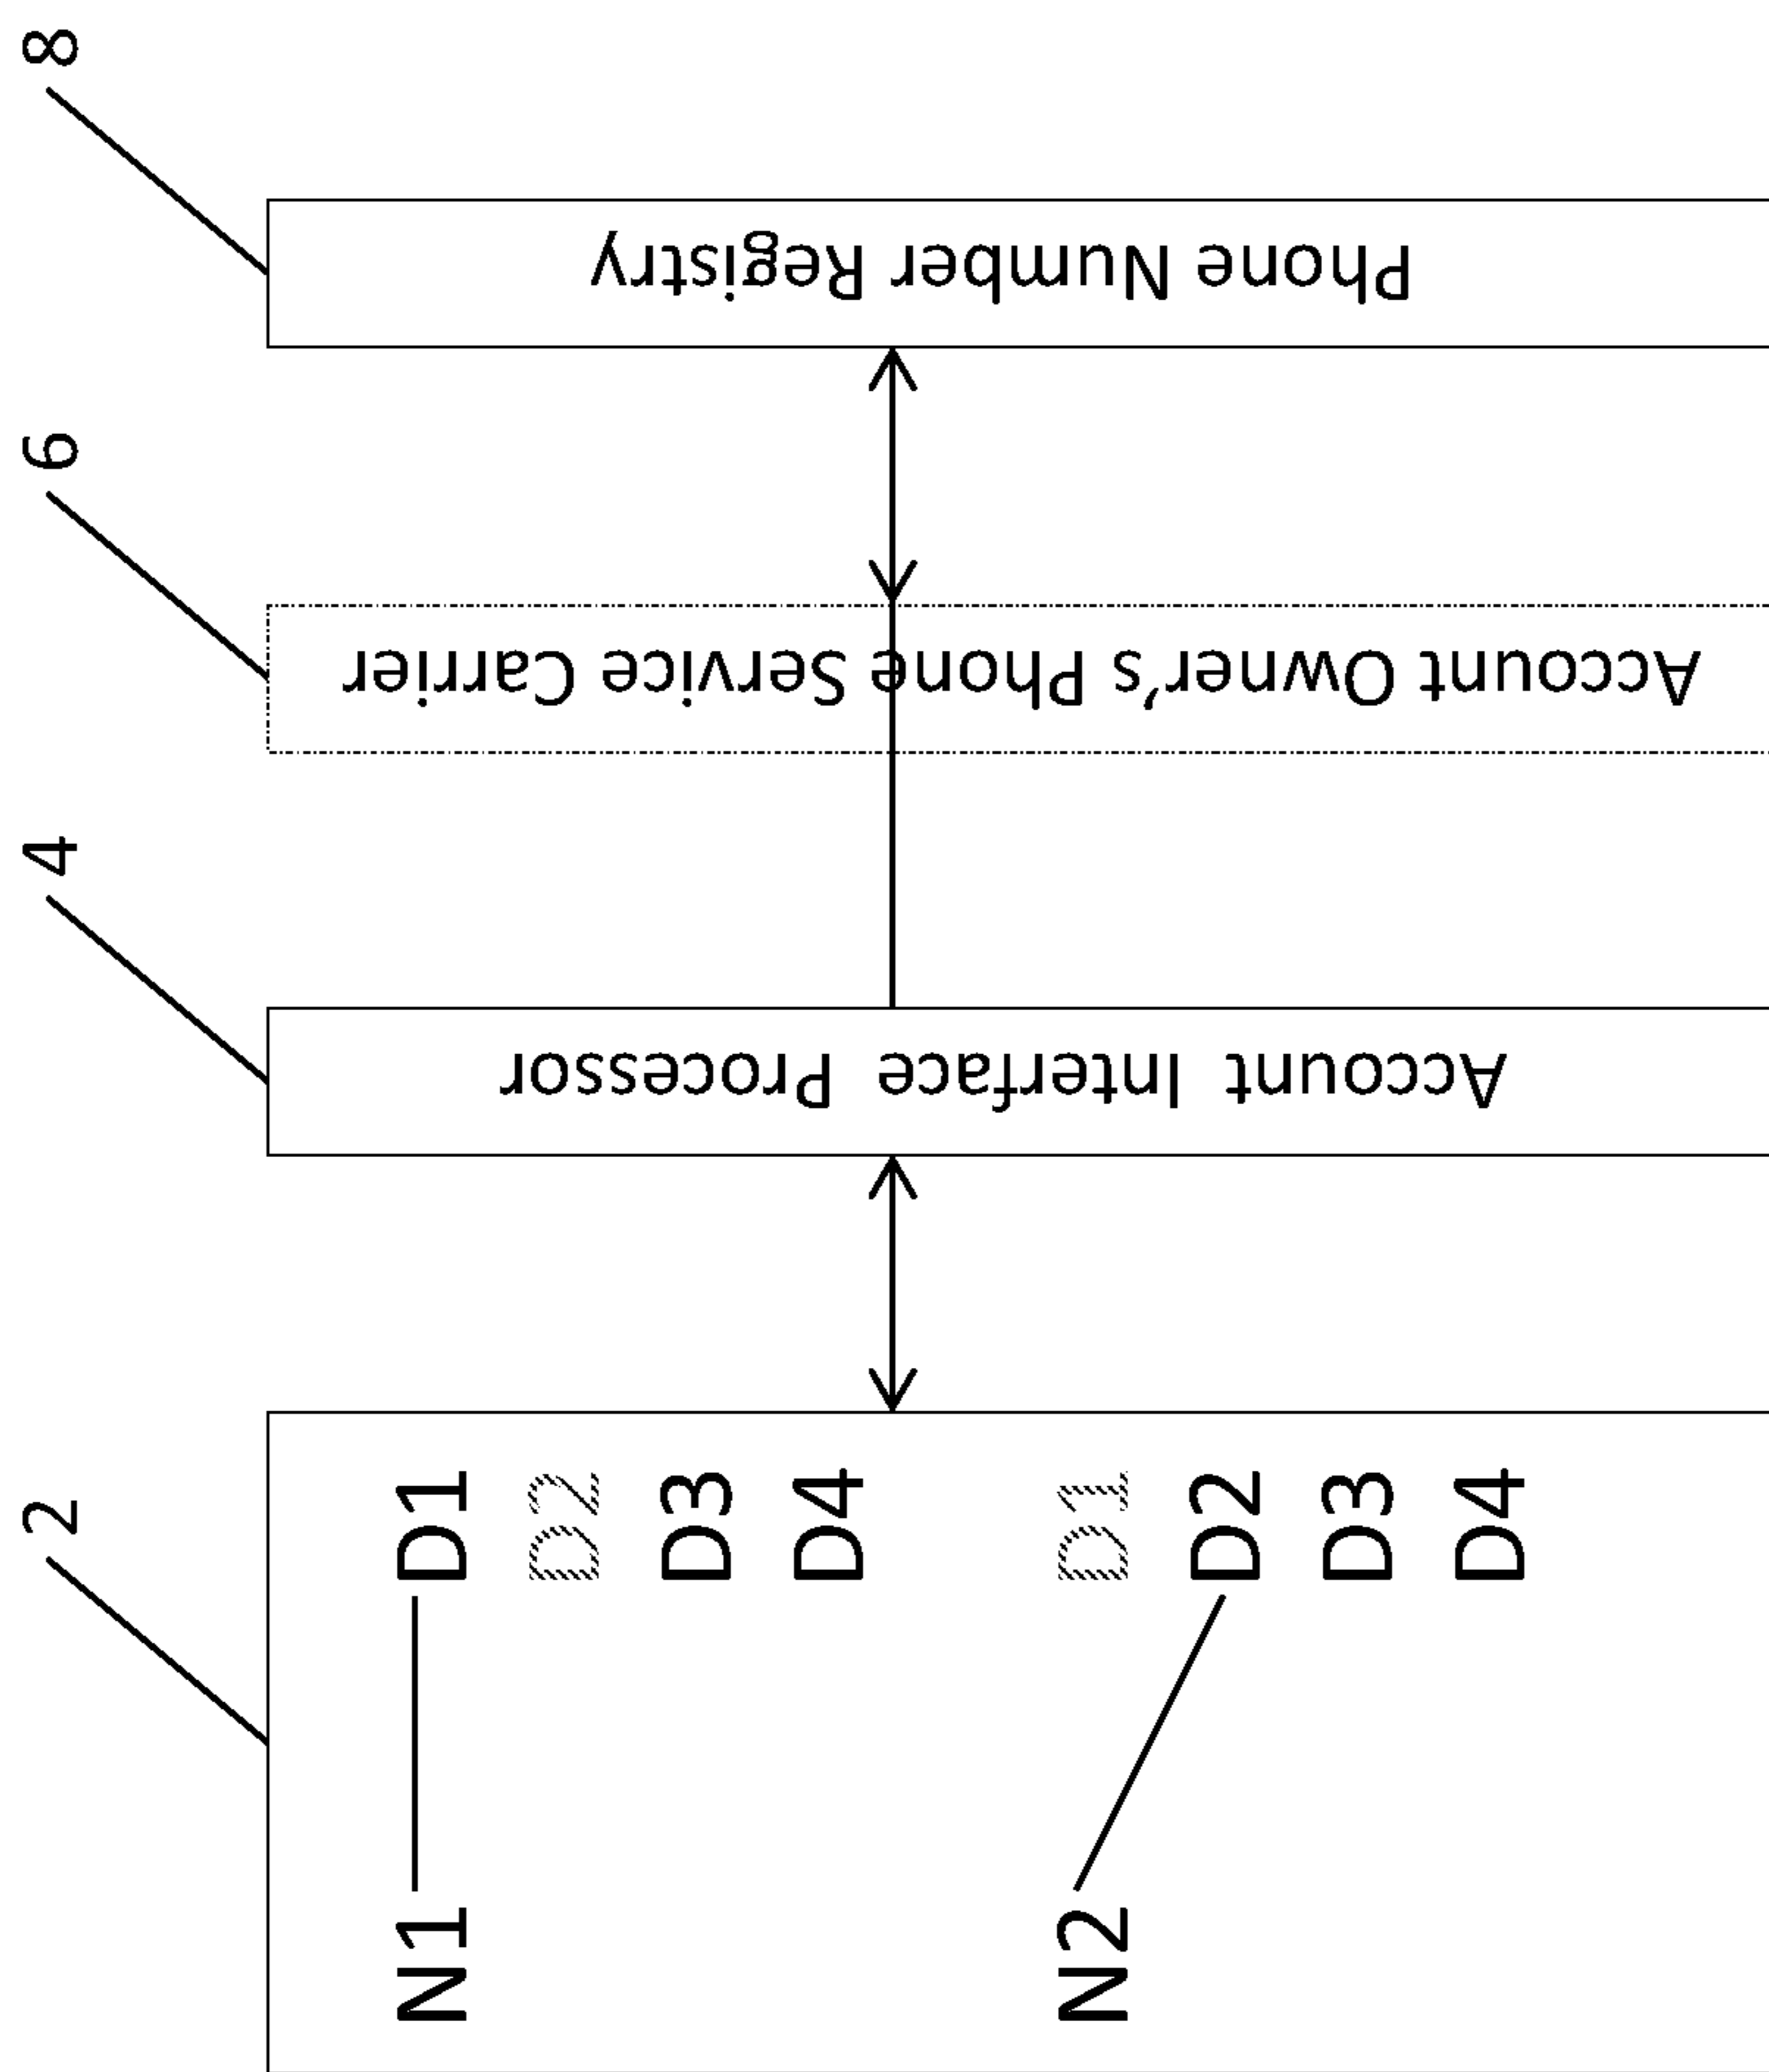 2 4 6 8
N1 D1
D2
D3
D4
N2 D1
D2
D3
D4
Account Interface Processor
Account Owner's Phone Service Carrier
Phone Number Registry